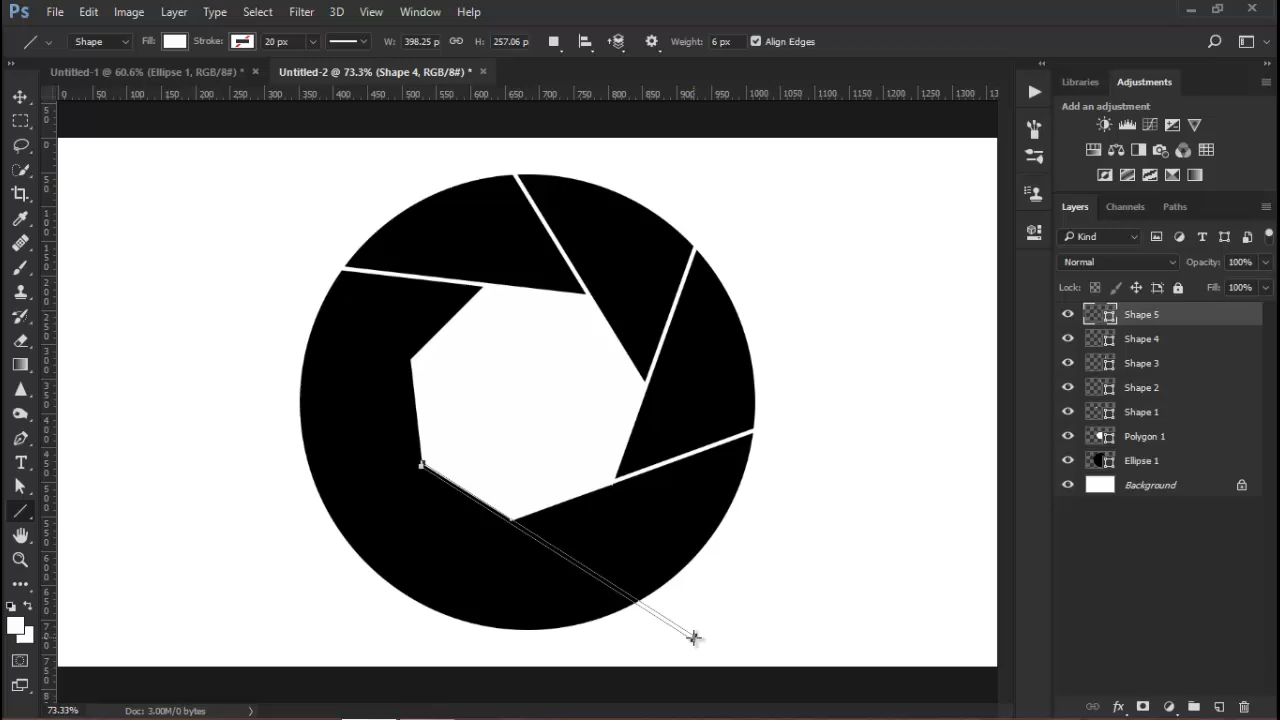 Ps File Edit Image Layer Type Select Filter 3D View Window Help
Shape Fill: Stroke: 20 px W: 398.25 p H: 257.06 p Weight: 6 px Align Edges
Untitled-1 @ 60.6% (Ellipse 1, RGB/8#) * × Untitled-2 @ 73.3% (Shape 4, RGB/8#) * ×
0 50 100 150 200 250 300 350 400 450 500 550 600 650 700 750 800 850 900 950 1000 1050 1100 1150 1200 1250 1300
Libraries Adjustments
Add an adjustment
Layers Channels Paths
Kind
Normal Opacity: 100%
Lock: Fill: 100%
Shape 5
Shape 4
Shape 3
Shape 2
Shape 1
Polygon 1
Ellipse 1
Background
73.33% Doc: 3.00M/0 bytes